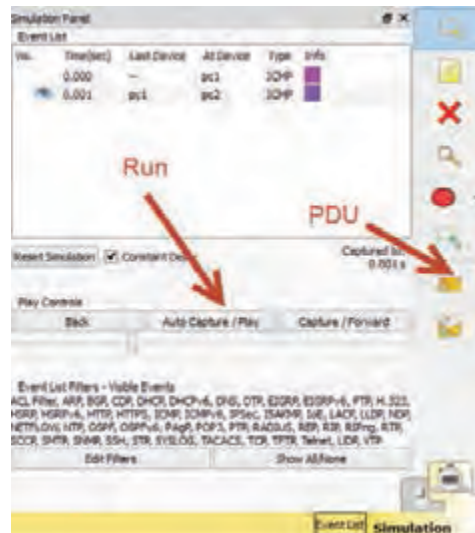 Simulation Panel
Event List
Vis. Time(sec) Last Device At Device Type Info
0.000 -- pc1 ICMP
0.001 pc1 pc2 ICMP
Run
PDU
Reset Simulation Constant Delay
Captured to:
0.001 s
Play Controls
Back Auto Capture / Play Capture / Forward
Event List Filters - Visible Events
ACL Filter, ARP, BGP, CDP, DHCP, DHCPv6, DNS, DTP, EIGRP, EIGRPv6, FTP, H.323,
HSRP, HSRPv6, HTTP, HTTPS, ICMP, ICMPv6, IPSec, ISAKMP, IoE, LACP, LLDP, NDP,
NETFLOW, NTP, OSPF, OSPFv6, PAgP, POP3, PTP, RADIUS, REP, RIP, RIPng, RTP,
SCCP, SMTP, SNMP, SSH, STP, SYSLOG, TACACS, TCP, TFTP, Telnet, UDP, VTP
Edit Filters Show All/None
Event List Simulation